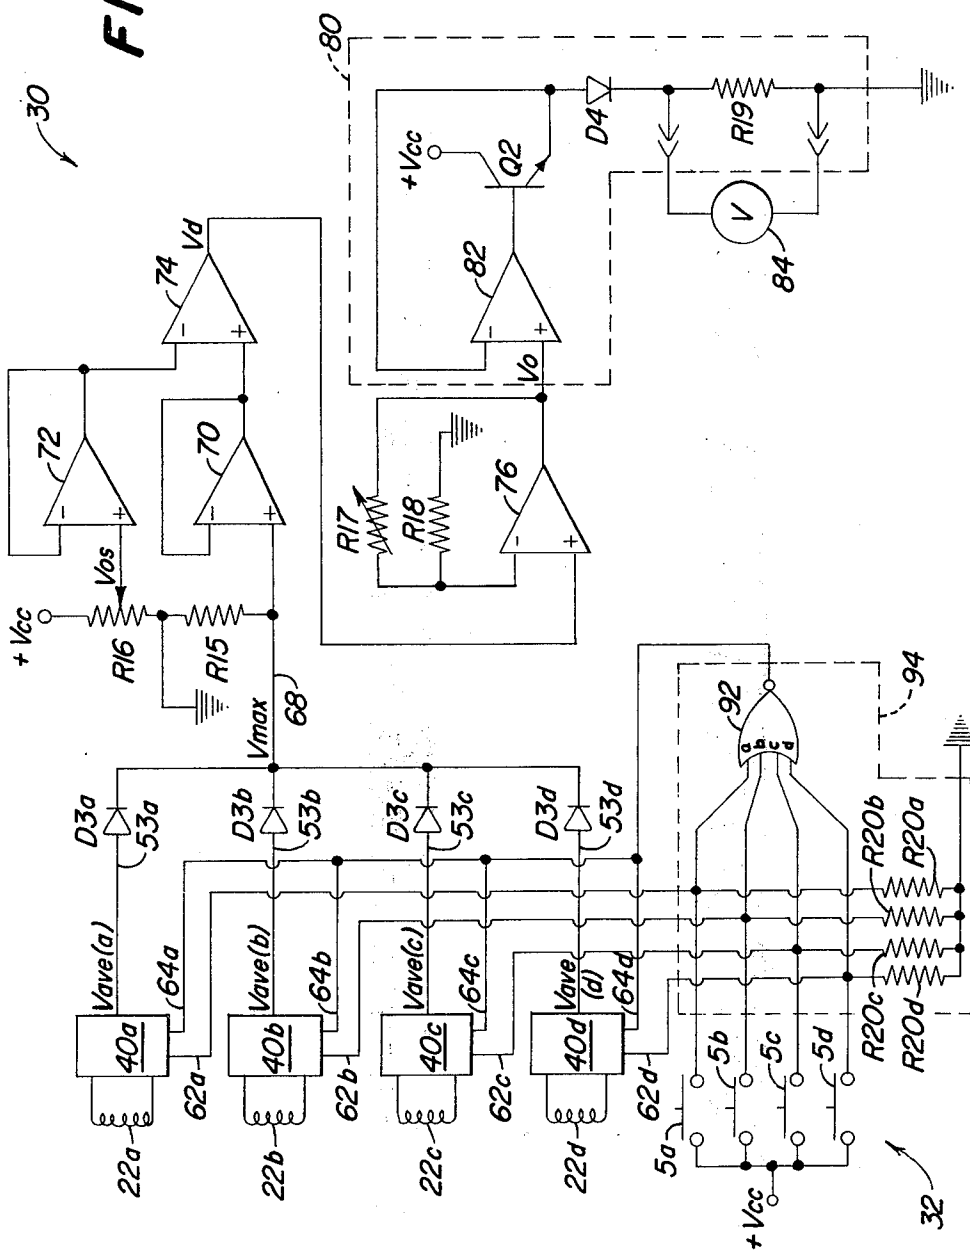 FI
30
80
+Vcc
72
-
+
Vos
R16
R15
70
-
+
74
-
+
Vd
68
Vmax
R17
R18
76
-
+
Vo
82
-
+
+Vcc
Q2
D4
R19
V
84
D3a
53a
D3b
53b
D3c
53c
D3d
53d
Vave(a)
Vave(b)
Vave(c)
Vave
(d)
40a
40b
40c
40d
64a
64b
64c
64d
62a
62b
62c
62d
22a
22b
22c
22d
92
a
b
c
d
94
R20b
R20a
R20c
R20d
5a
5b
5c
5d
+Vcc
32